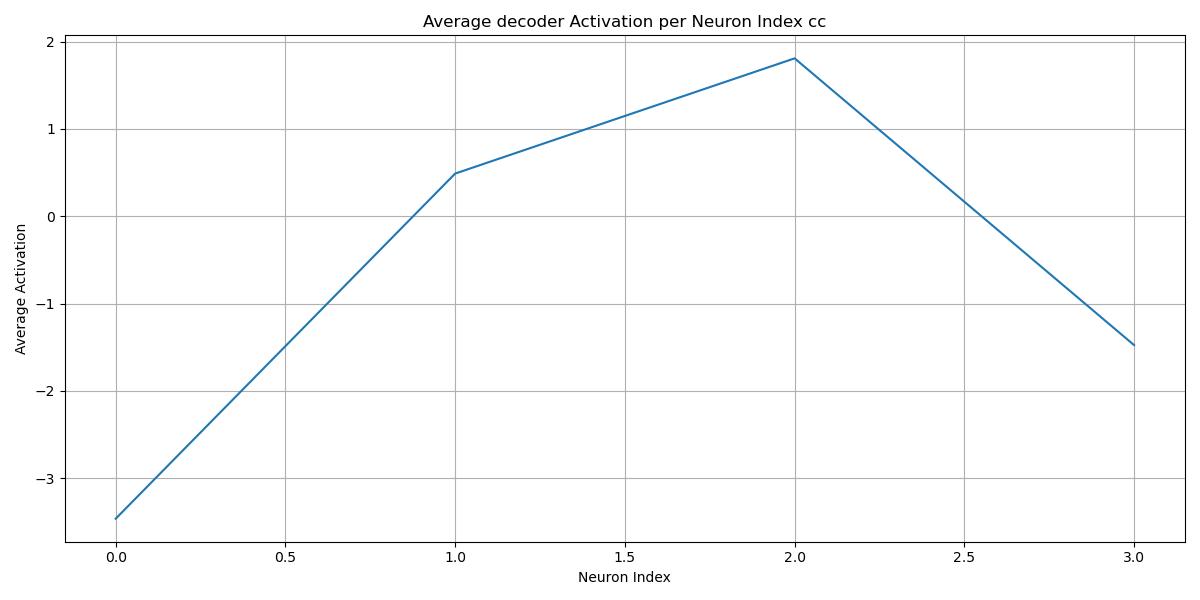 Average decoder Activation per Neuron Index cc
2
1
0
−1
−2
−3
Average Activation
0.0 0.5 1.0 1.5 2.0 2.5 3.0
Neuron Index